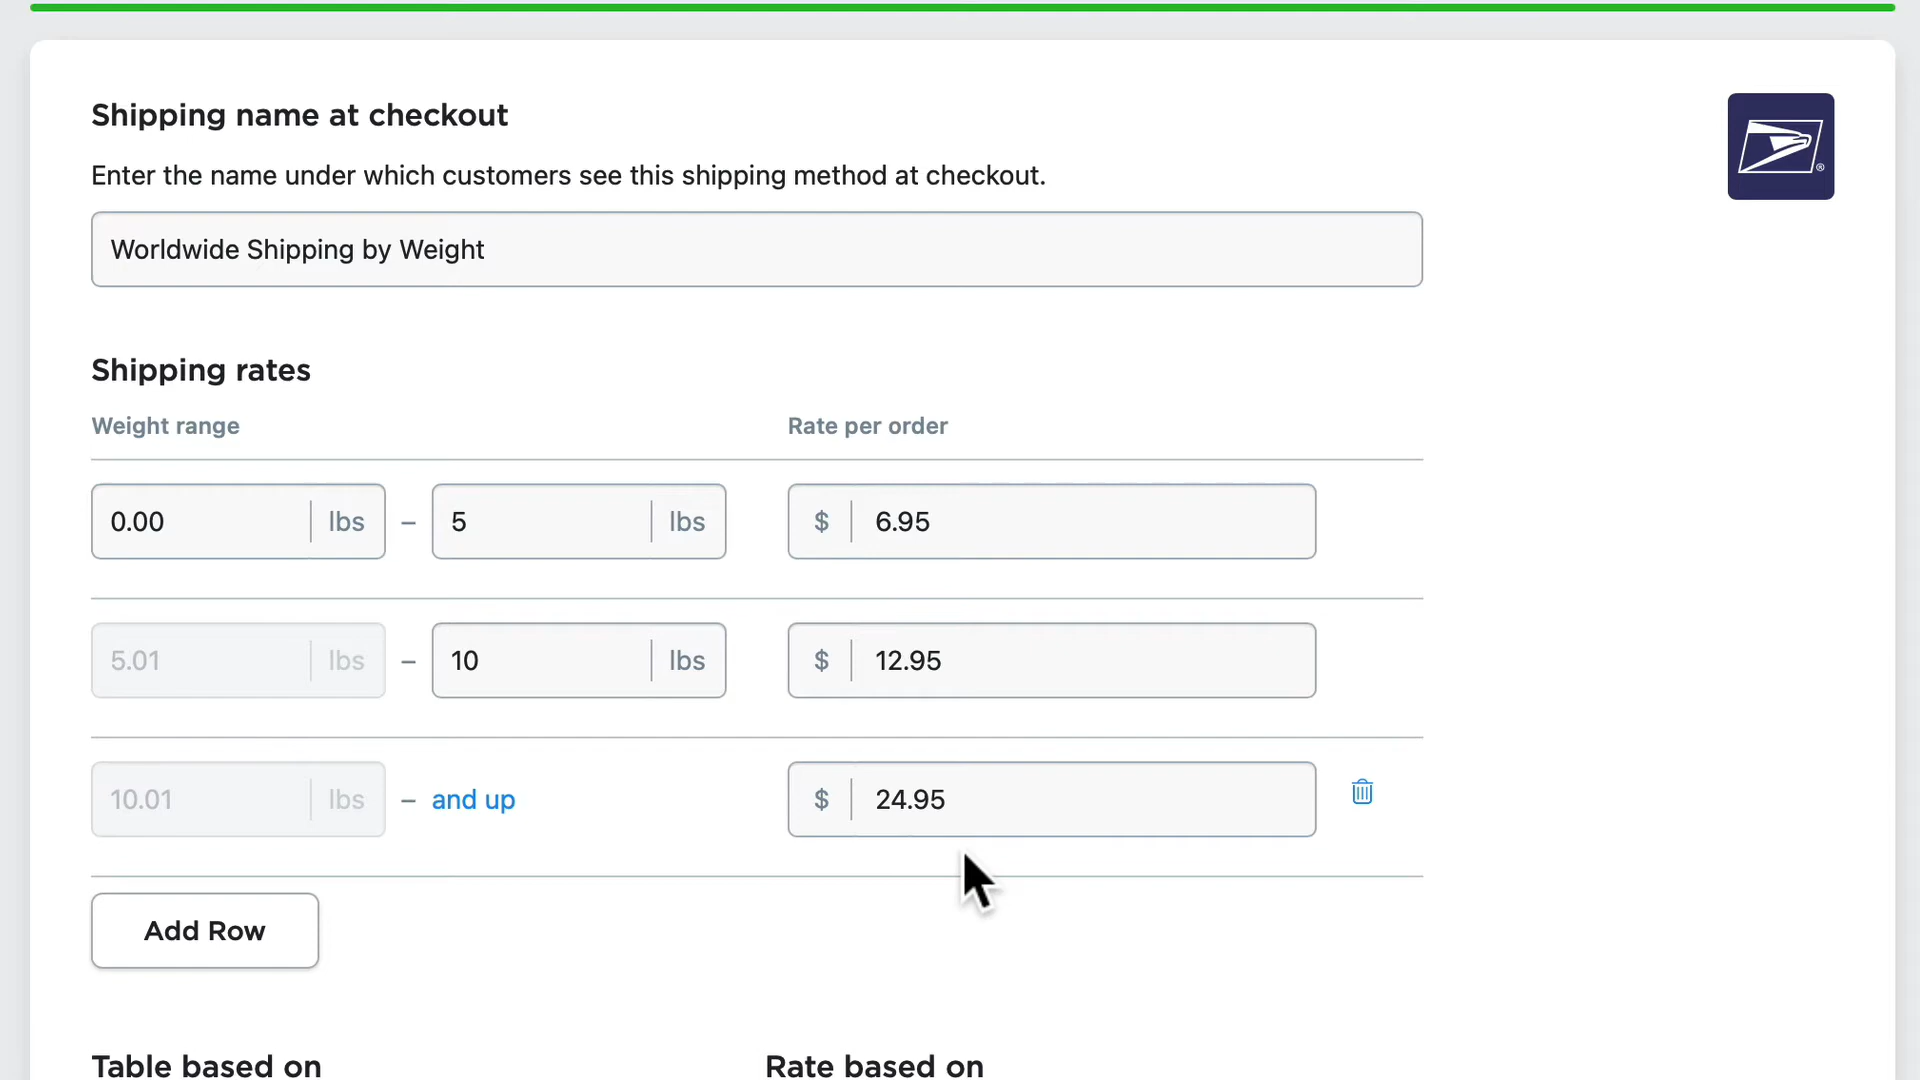 Shipping name at checkout
Enter the name under which customers see this shipping method at checkout.
Worldwide Shipping by Weight
Shipping rates
Weight range Rate per order
0.00 lbs – 5 lbs $ 6.95
5.01 lbs – 10 lbs $ 12.95
10.01 lbs – and up $ 24.95
Add Row
Table based on Rate based on